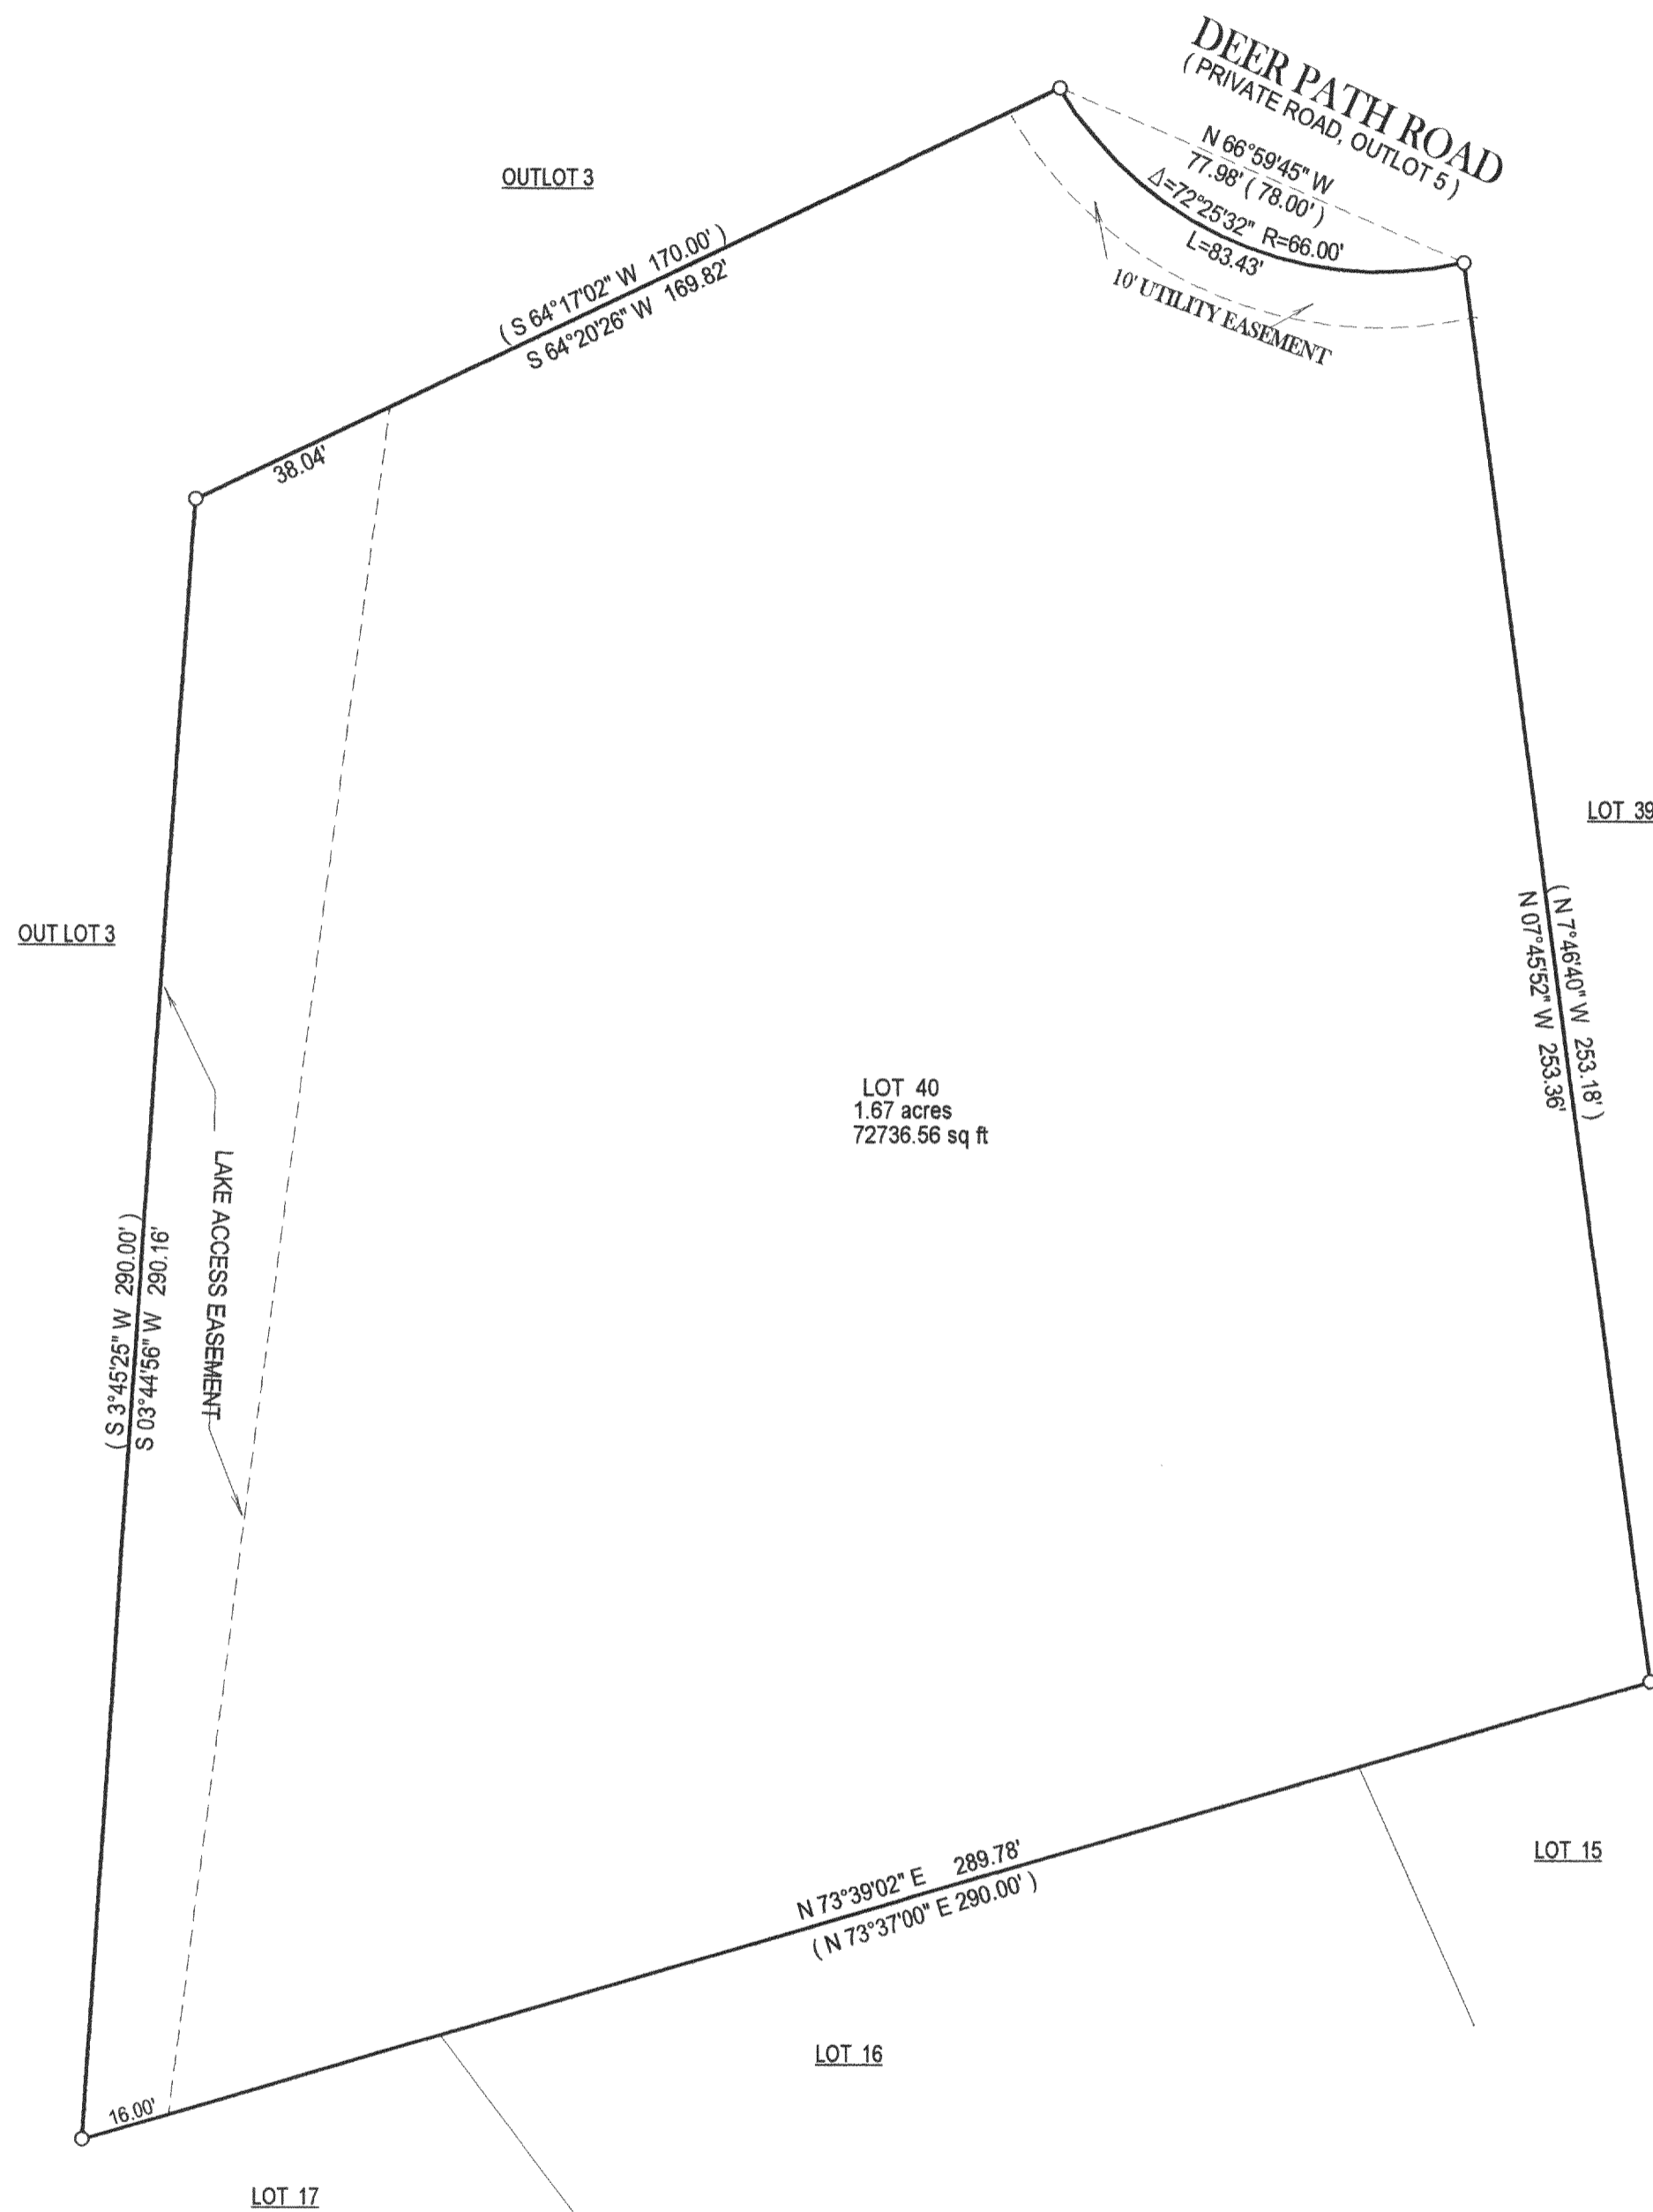 DEER PATH ROAD
( PRIVATE ROAD, OUTLOT 5 )
N 66°59'45" W
77.98' ( 78.00' )
Δ=72°25'32" R=66.00'
L=83.43'
10' UTILITY EASEMENT
OUTLOT 3
( S 64°17'02" W 170.00' )
S 64°20'26" W 169.82'
38.04'
LOT 39
OUT LOT 3
( N 7°46'40" W 253.18' )
N 07°45'52" W 253.36'
LOT 40
1.67 acres
72736.56 sq ft
LAKE ACCESS EASEMENT
( S 3°45'25" W 290.00' )
S 03°44'56" W 290.16'
N 73°39'02" E 289.78'
( N 73°37'00" E 290.00' )
LOT 15
LOT 16
16.00'
LOT 17